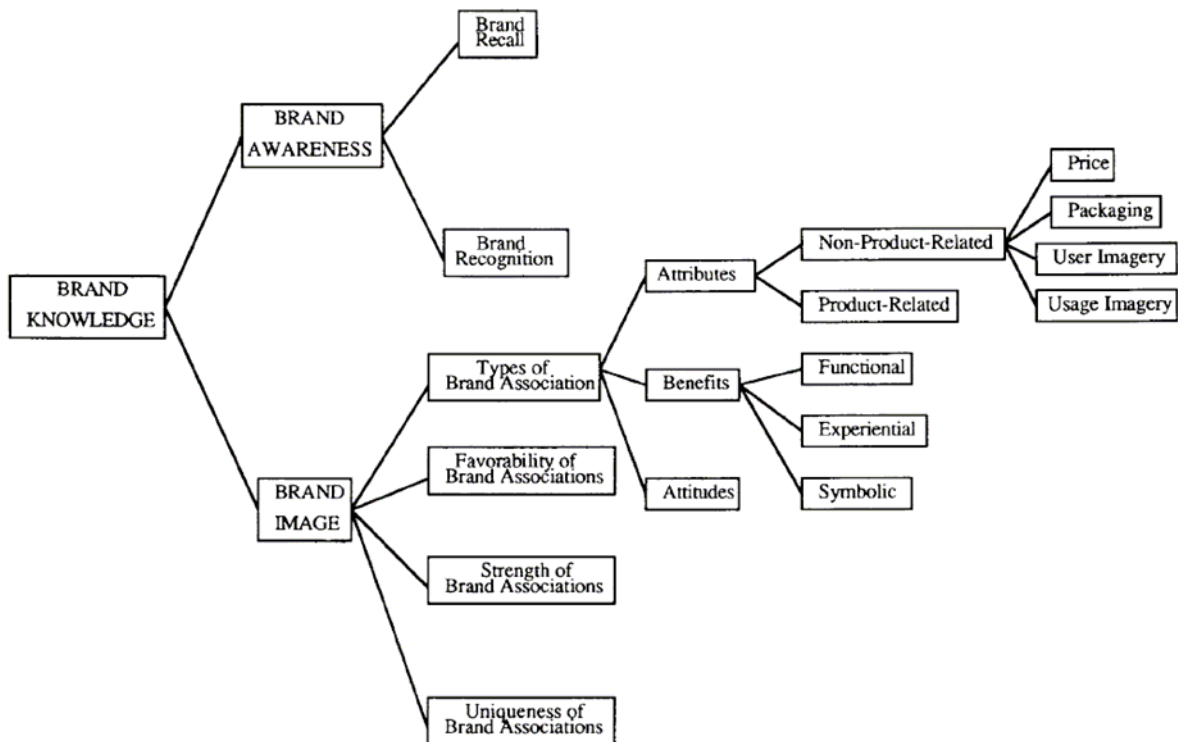 Brand
Recall
BRAND
AWARENESS
Brand
Recognition
BRAND
KNOWLEDGE
BRAND
IMAGE
Types of
Brand Association
Favorability of
Brand Associations
Strength of
Brand Associations
Uniqueness of
Brand Associations
Attributes
Benefits
Attitudes
Non-Product-Related
Product-Related
Functional
Experiential
Symbolic
Price
Packaging
User Imagery
Usage Imagery